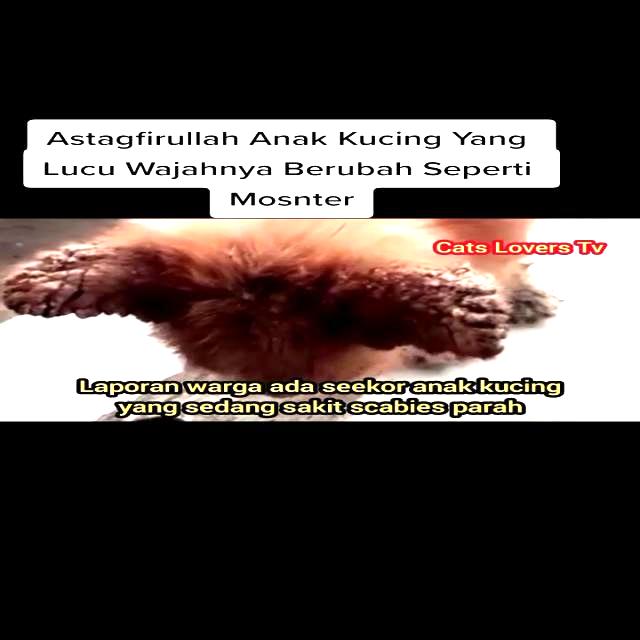 Astagfirullah Anak Kucing Yang
Lucu Wajahnya Berubah Seperti
Mosnter
Cats Lovers Tv
Laporan warga ada seekor anak kucing
yang sedang sakit scabies parah